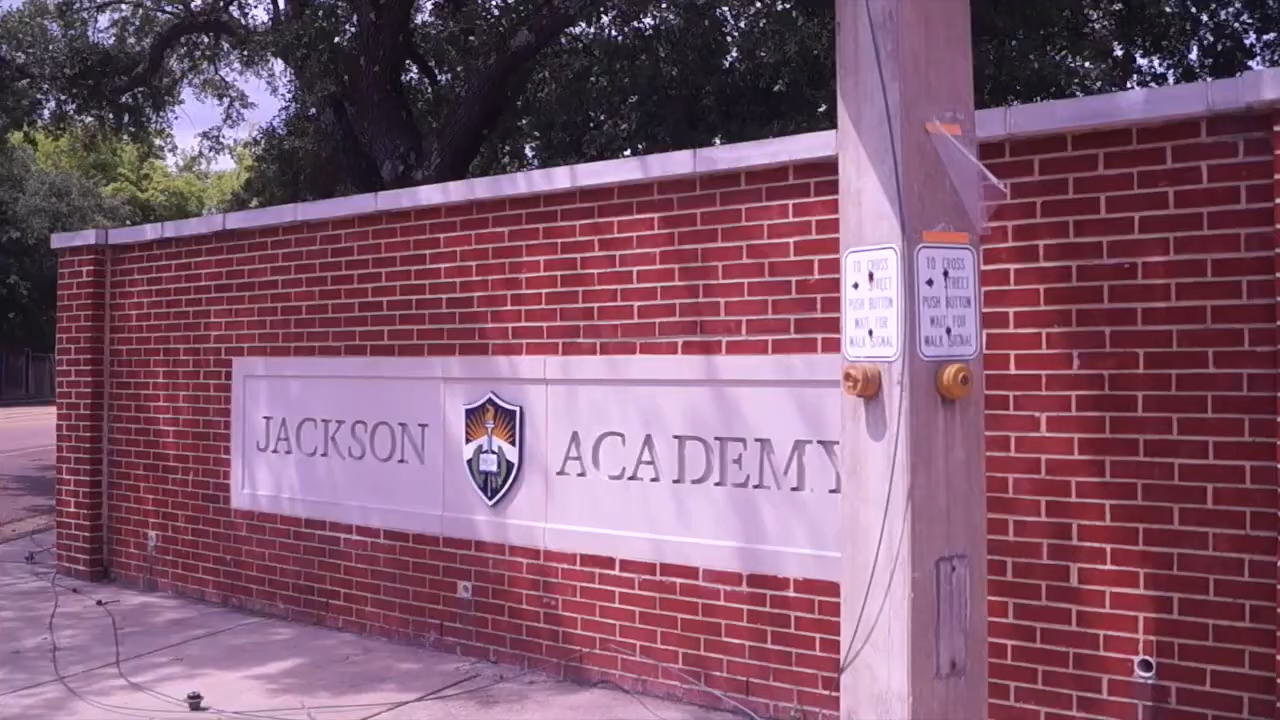 JACKSON ACADEMY
TO CROSS
STREET
PUSH BUTTON
WAIT FOR
WALK SIGNAL
TO CROSS
STREET
PUSH BUTTON
WAIT FOR
WALK SIGNAL